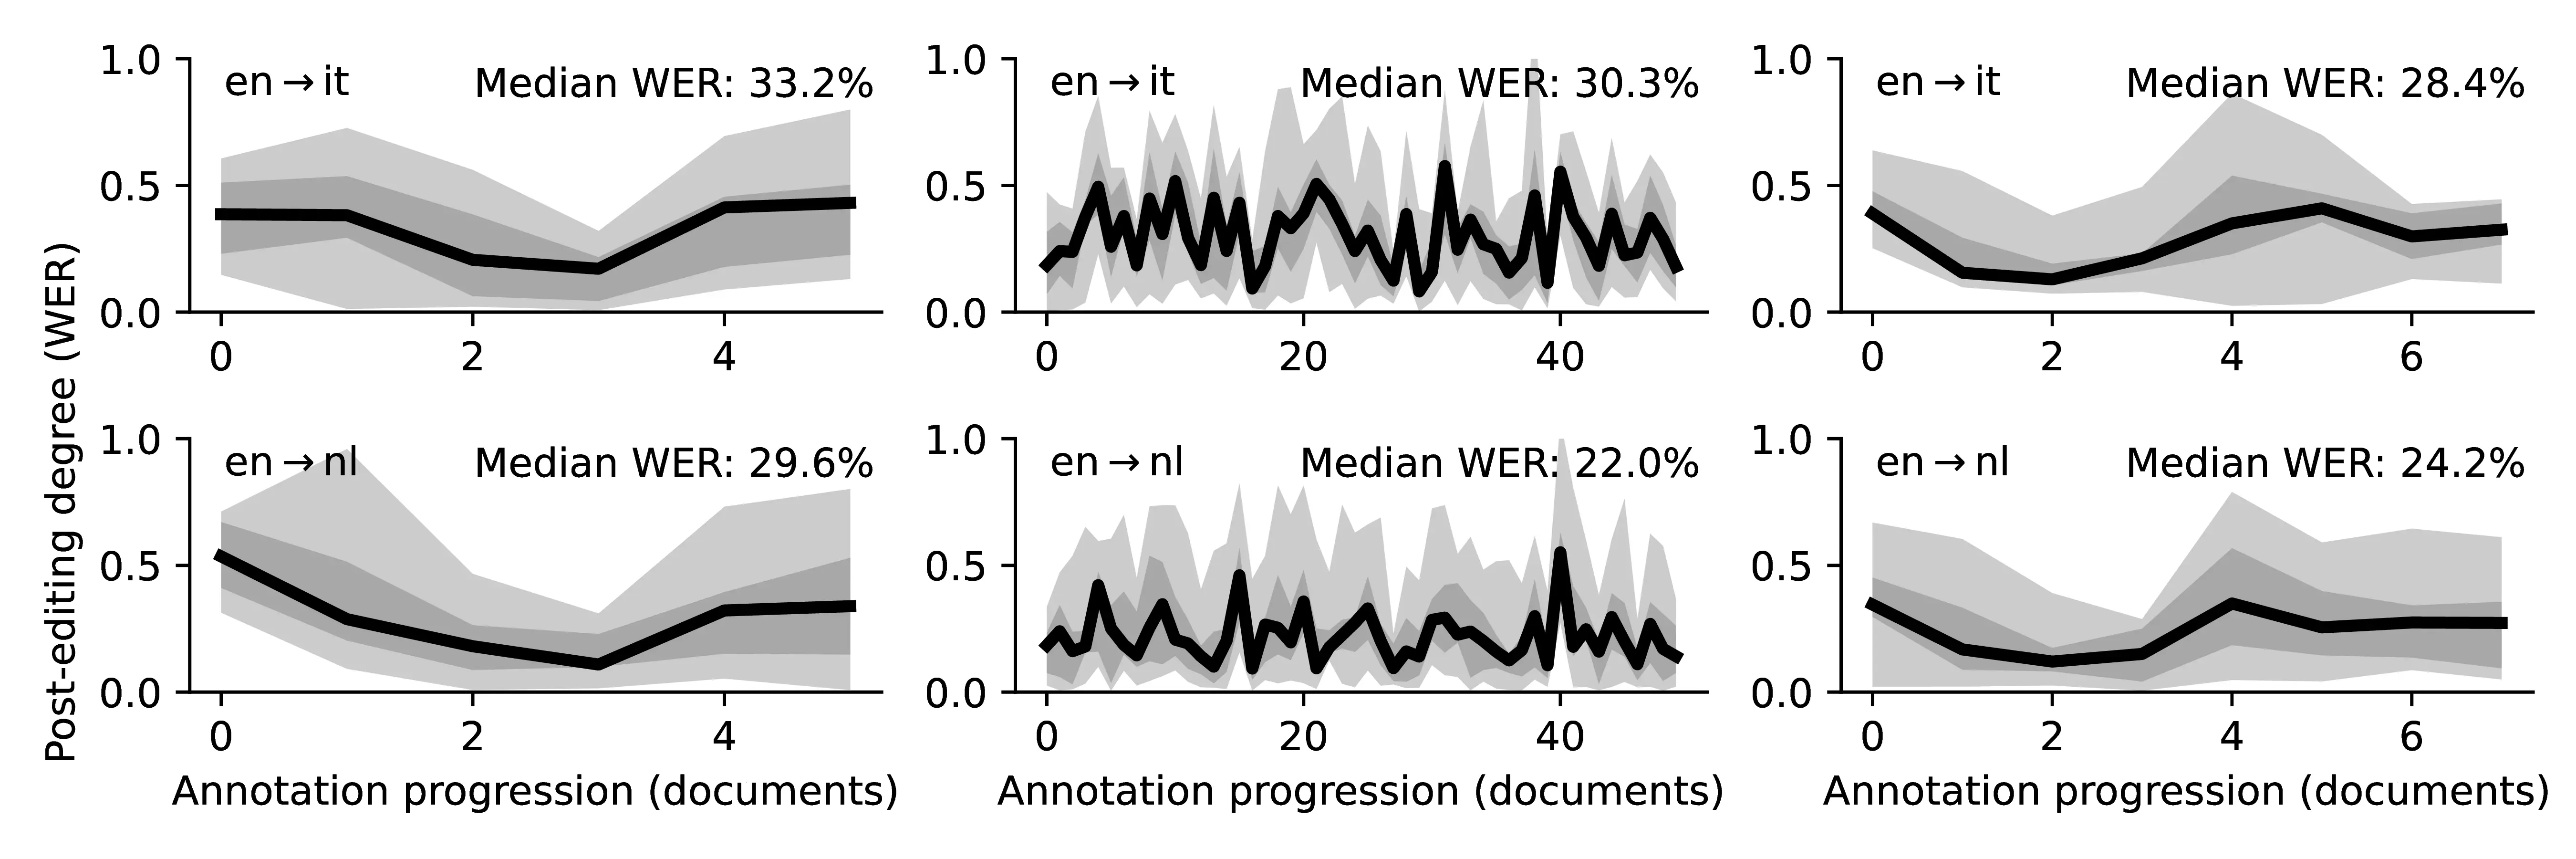 Post-editing degree (WER)
1.0
0.5
0.0
en→it
Median WER: 33.2%
0 2 4
1.0
0.5
0.0
en→it
Median WER: 30.3%
0 20 40
1.0
0.5
0.0
en→it
Median WER: 28.4%
0 2 4 6
1.0
0.5
0.0
en→nl
Median WER: 29.6%
0 2 4
Annotation progression (documents)
1.0
0.5
0.0
en→nl
Median WER: 22.0%
0 20 40
Annotation progression (documents)
1.0
0.5
0.0
en→nl
Median WER: 24.2%
0 2 4 6
Annotation progression (documents)